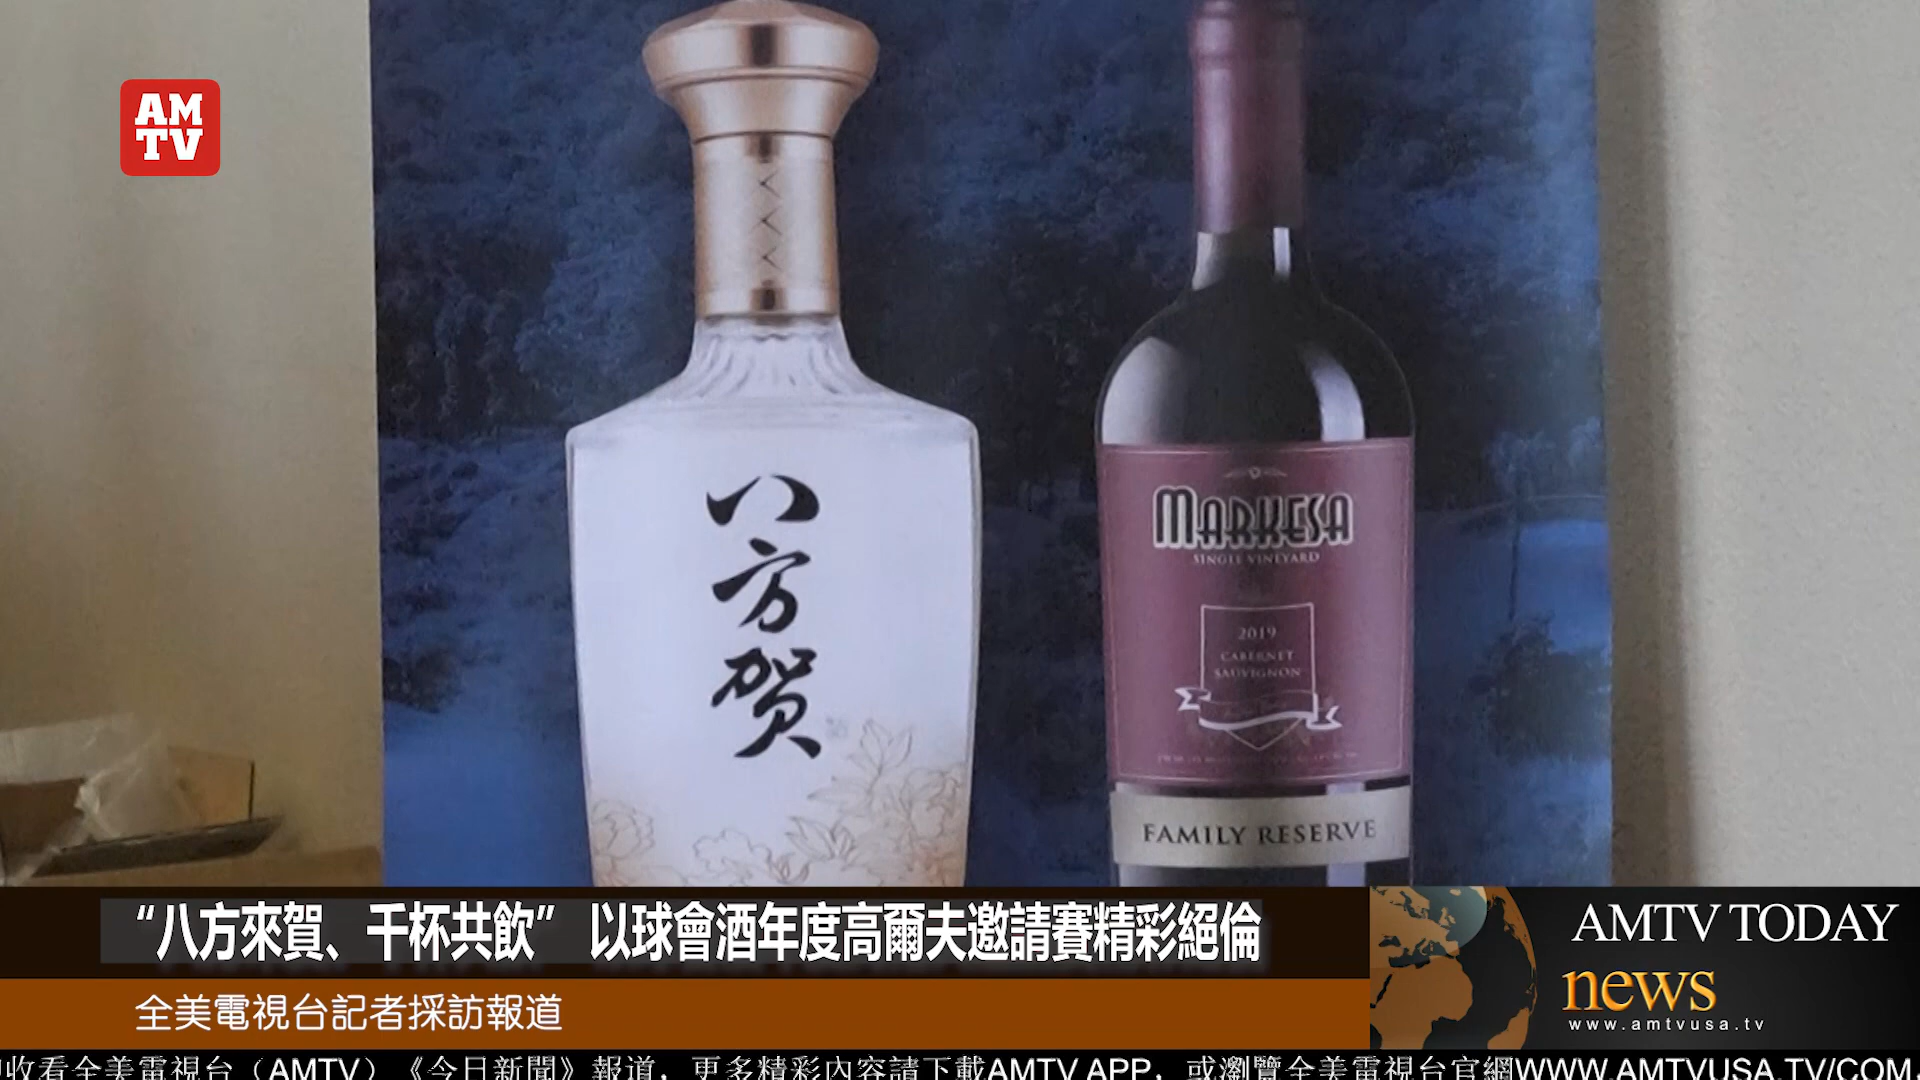 AM
TV
八
方
贺
MARKESA
SINGLE VINEYARD
2019
CABERNET
SAUVIGNON
FAMILY RESERVE
“八方來賀、千杯共飲” 以球會酒年度高爾夫邀請賽精彩絕倫
全美電視台記者採訪報道
AMTV TODAY
news
www.amtvusa.tv
收看全美電視台（AMTV）《今日新聞》報道，更多精彩內容請下載AMTV APP，或瀏覽全美電視台官網WWW.AMTVUSA.TV/COM